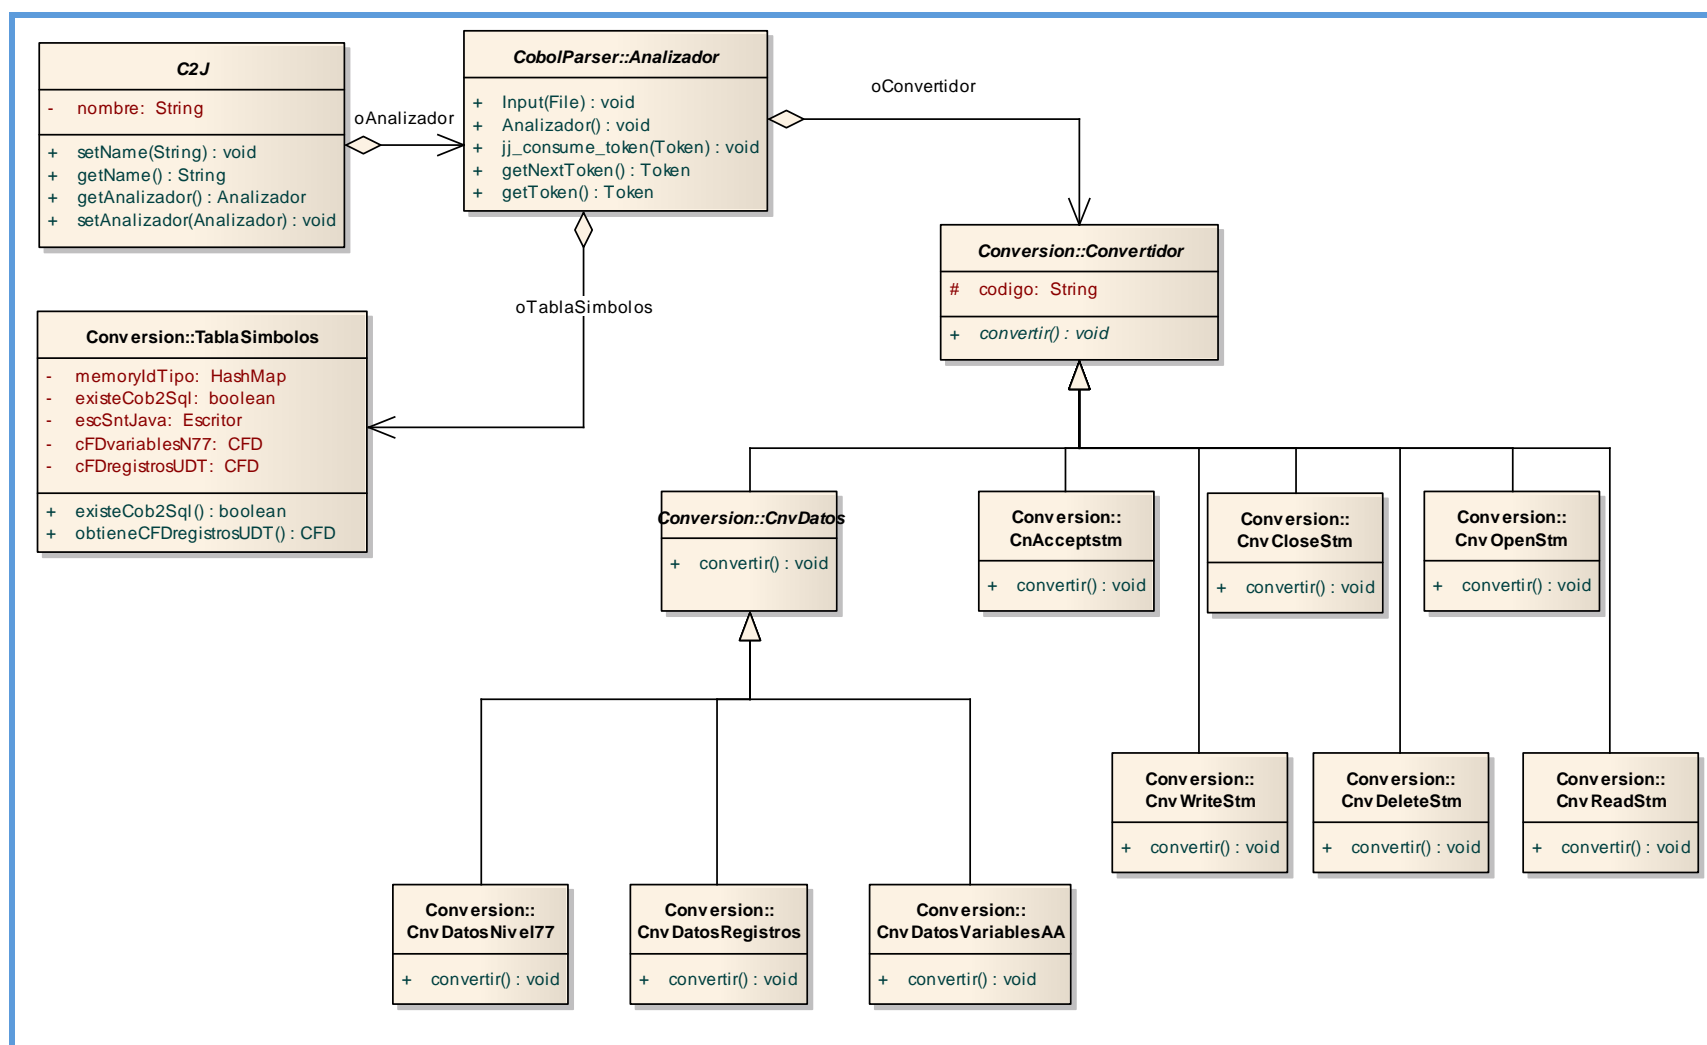 C2J
- nombre: String
+ setName(String) : void
+ getName() : String
+ getAnalizador() : Analizador
+ setAnalizador(Analizador) : void
oAnalizador
CobolParser::Analizador
+ Input(File) : void
+ Analizador() : void
+ jj_consume_token(Token) : void
+ getNextToken() : Token
+ getToken() : Token
oConvertidor
oTablaSimbolos
Conversion::Convertidor
# codigo: String
+ convertir() : void
Conversion::TablaSimbolos
- memoryIdTipo: HashMap
- existeCob2Sql: boolean
- escSntJava: Escritor
- cFDvariablesN77: CFD
- cFDregistrosUDT: CFD
+ existeCob2Sql() : boolean
+ obtieneCFDregistrosUDT() : CFD
Conversion::CnvDatos
+ convertir() : void
Conversion::
CnAcceptstm
+ convertir() : void
Conversion::
CnvCloseStm
+ convertir() : void
Conversion::
CnvOpenStm
+ convertir() : void
Conversion::
CnvWriteStm
+ convertir() : void
Conversion::
CnvDeleteStm
+ convertir() : void
Conversion::
CnvReadStm
+ convertir() : void
Conversion::
CnvDatosNivel77
+ convertir() : void
Conversion::
CnvDatosRegistros
+ convertir() : void
Conversion::
CnvDatosVariablesAA
+ convertir() : void